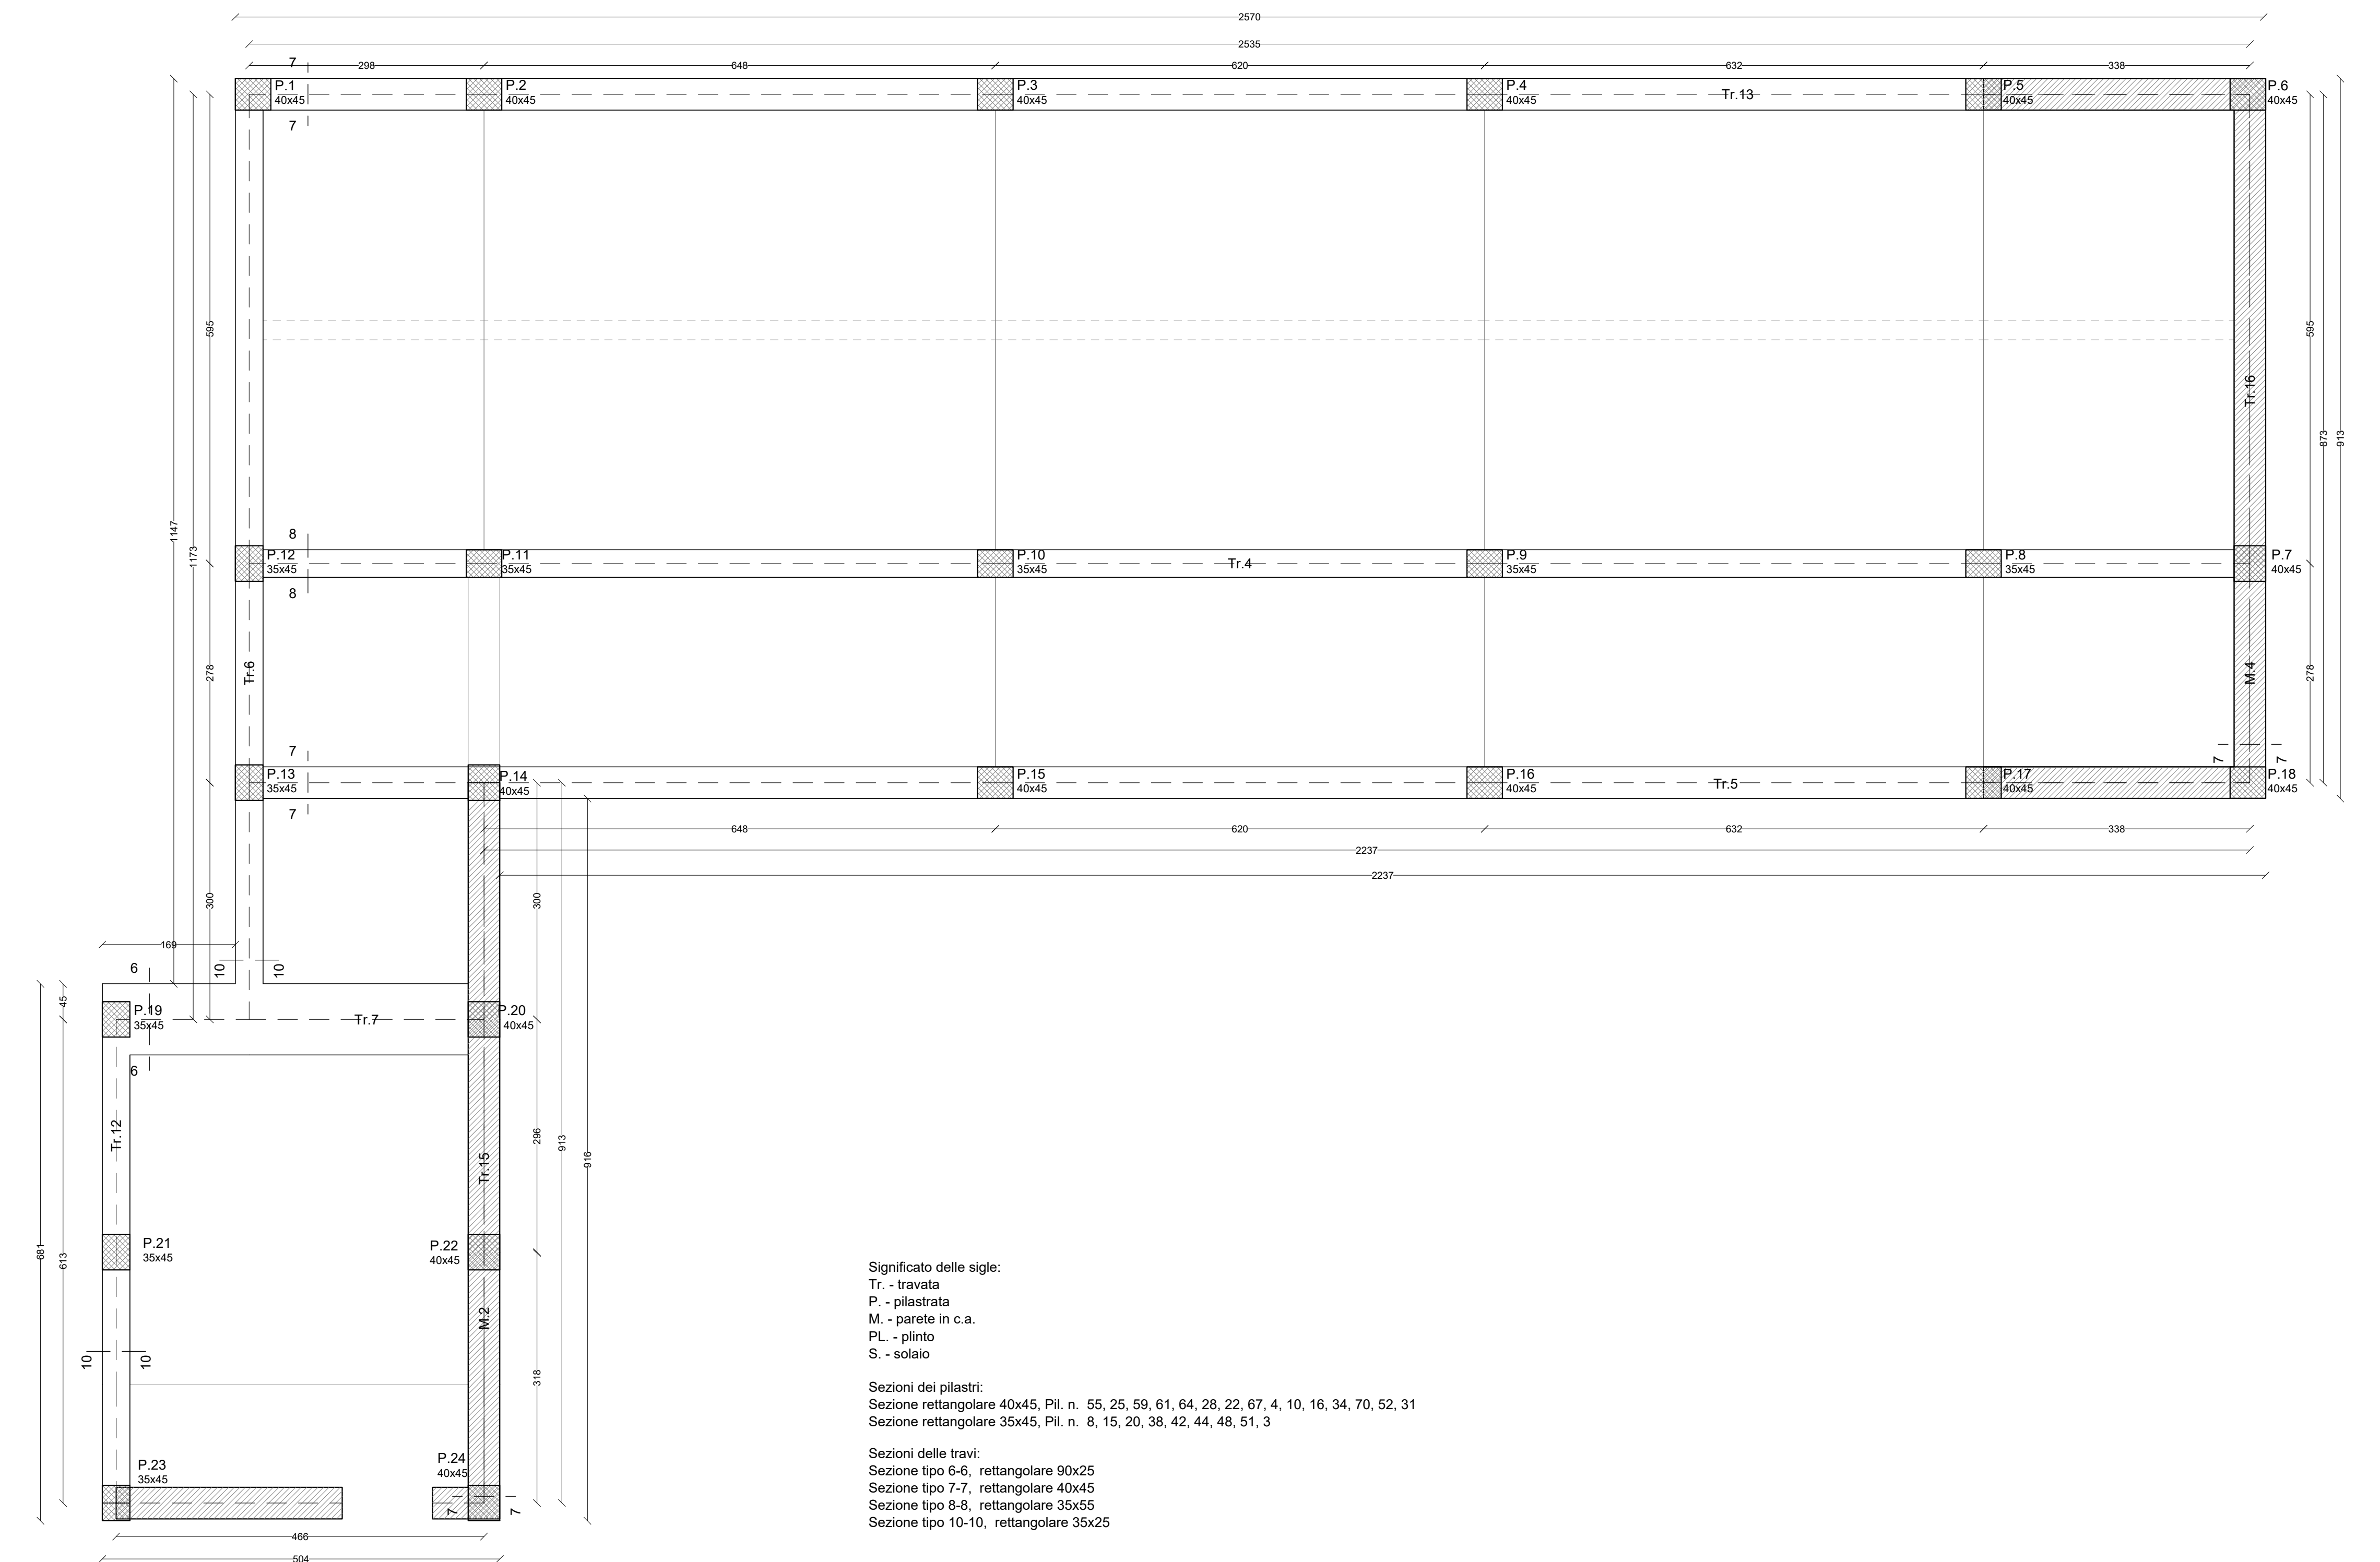 2570
2535
298
648
620
632
338
7
P.1
40x45
P.2
40x45
P.3
40x45
P.4
40x45
Tr.13
P.5
40x45
P.6
40x45
7
595
1147
1173
595
Tr.16
873
913
8
P.12
35x45
P.11
35x45
P.10
35x45
Tr.4
P.9
35x45
P.8
35x45
P.7
40x45
8
278
Tr.6
M.4
278
7
7
7
P.13
35x45
P.14
40x45
P.15
40x45
P.16
40x45
Tr.5
P.17
40x45
P.18
40x45
7
648
620
632
338
2237
2237
300
300
169
10
10
6
45
P.19
35x45
Tr.7
P.20
40x45
6
Tr.12
296
913
916
Tr.15
681
613
P.21
35x45
P.22
40x45
M.2
10
10
318
P.23
35x45
P.24
40x45
7
7
466
504
Significato delle sigle:
Tr. - travata
P. - pilastrata
M. - parete in c.a.
PL. - plinto
S. - solaio
Sezioni dei pilastri:
Sezione rettangolare 40x45, Pil. n. 55, 25, 59, 61, 64, 28, 22, 67, 4, 10, 16, 34, 70, 52, 31
Sezione rettangolare 35x45, Pil. n. 8, 15, 20, 38, 42, 44, 48, 51, 3
Sezioni delle travi:
Sezione tipo 6-6, rettangolare 90x25
Sezione tipo 7-7, rettangolare 40x45
Sezione tipo 8-8, rettangolare 35x55
Sezione tipo 10-10, rettangolare 35x25